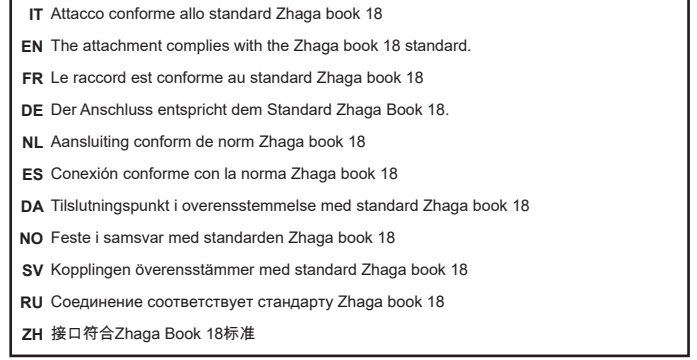 IT Attacco conforme allo standard Zhaga book 18
EN The attachment complies with the Zhaga book 18 standard.
FR Le raccord est conforme au standard Zhaga book 18
DE Der Anschluss entspricht dem Standard Zhaga Book 18.
NL Aansluiting conform de norm Zhaga book 18
ES Conexión conforme con la norma Zhaga book 18
DA Tilslutningspunkt i overensstemmelse med standard Zhaga book 18
NO Feste i samsvar med standarden Zhaga book 18
SV Kopplingen överensstämmer med standard Zhaga book 18
RU Соединение соответствует стандарту Zhaga book 18
ZH 接口符合Zhaga Book 18标准